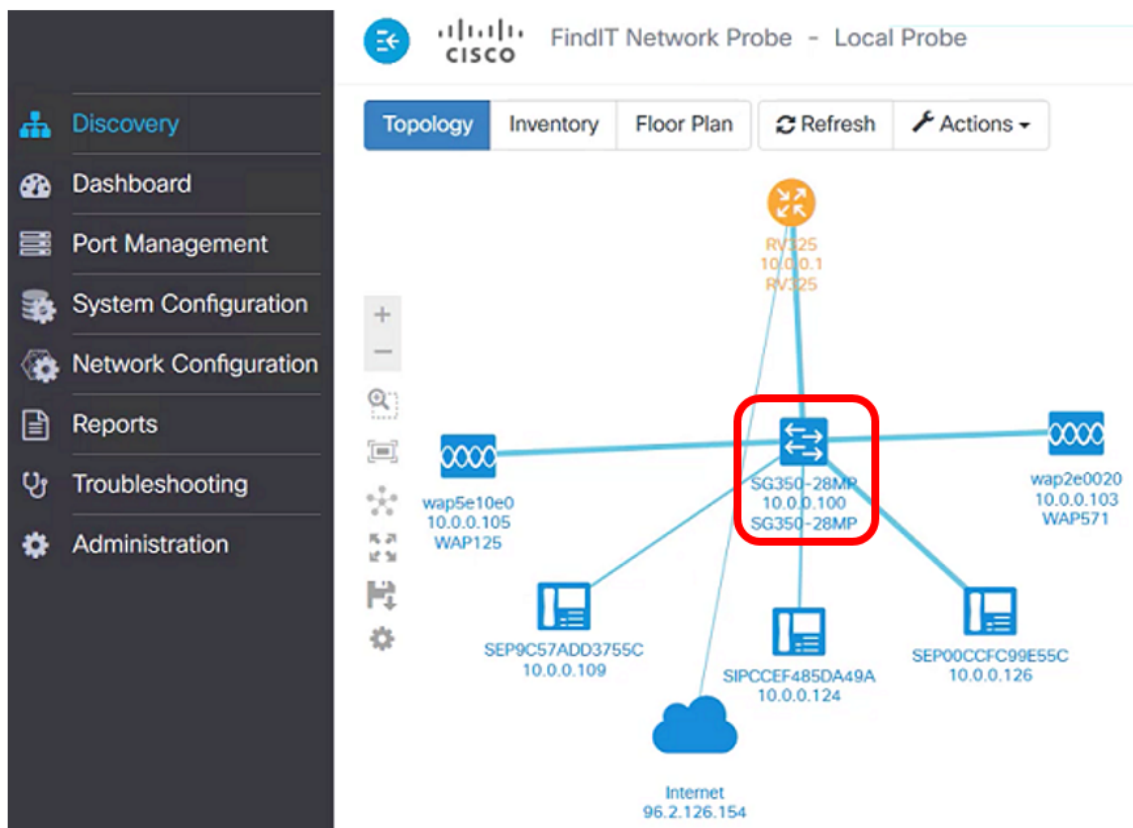 CISCO FindIT Network Probe - Local Probe
Discovery
Dashboard
Port Management
System Configuration
Network Configuration
Reports
Troubleshooting
Administration
Topology Inventory Floor Plan Refresh Actions
RV325
10.0.0.1
RV325
wap5e10e0
10.0.0.105
WAP125
SG350-28MP
10.0.0.100
SG350-28MP
wap2e0020
10.0.0.103
WAP571
SEP9C57ADD3755C
10.0.0.109
SIPCCEF485DA49A
10.0.0.124
SEP00CCFC99E55C
10.0.0.126
Internet
96.2.126.154